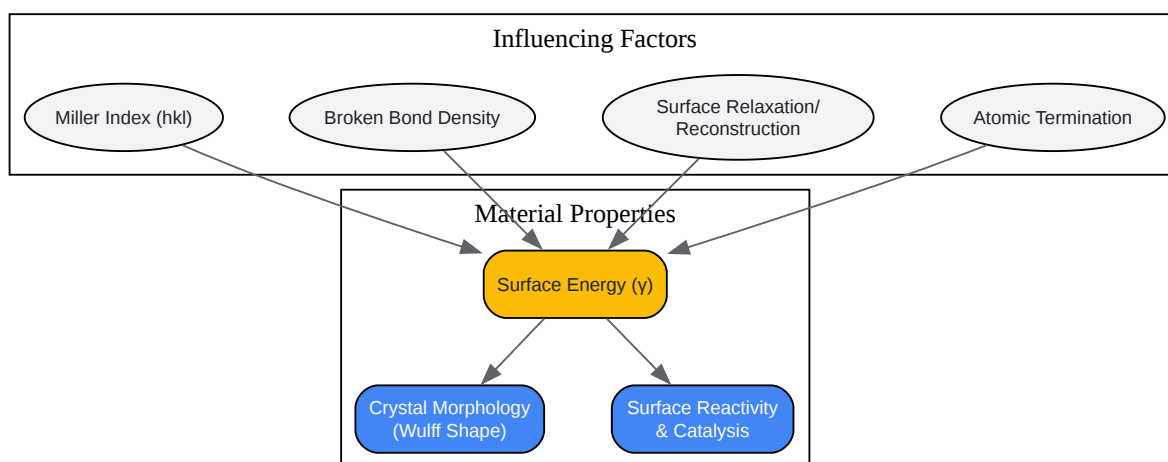 Influencing Factors
Miller Index (hkl)
Broken Bond Density
Surface Relaxation/
Reconstruction
Atomic Termination
Material Properties
Surface Energy (γ)
Crystal Morphology
(Wulff Shape)
Surface Reactivity
& Catalysis